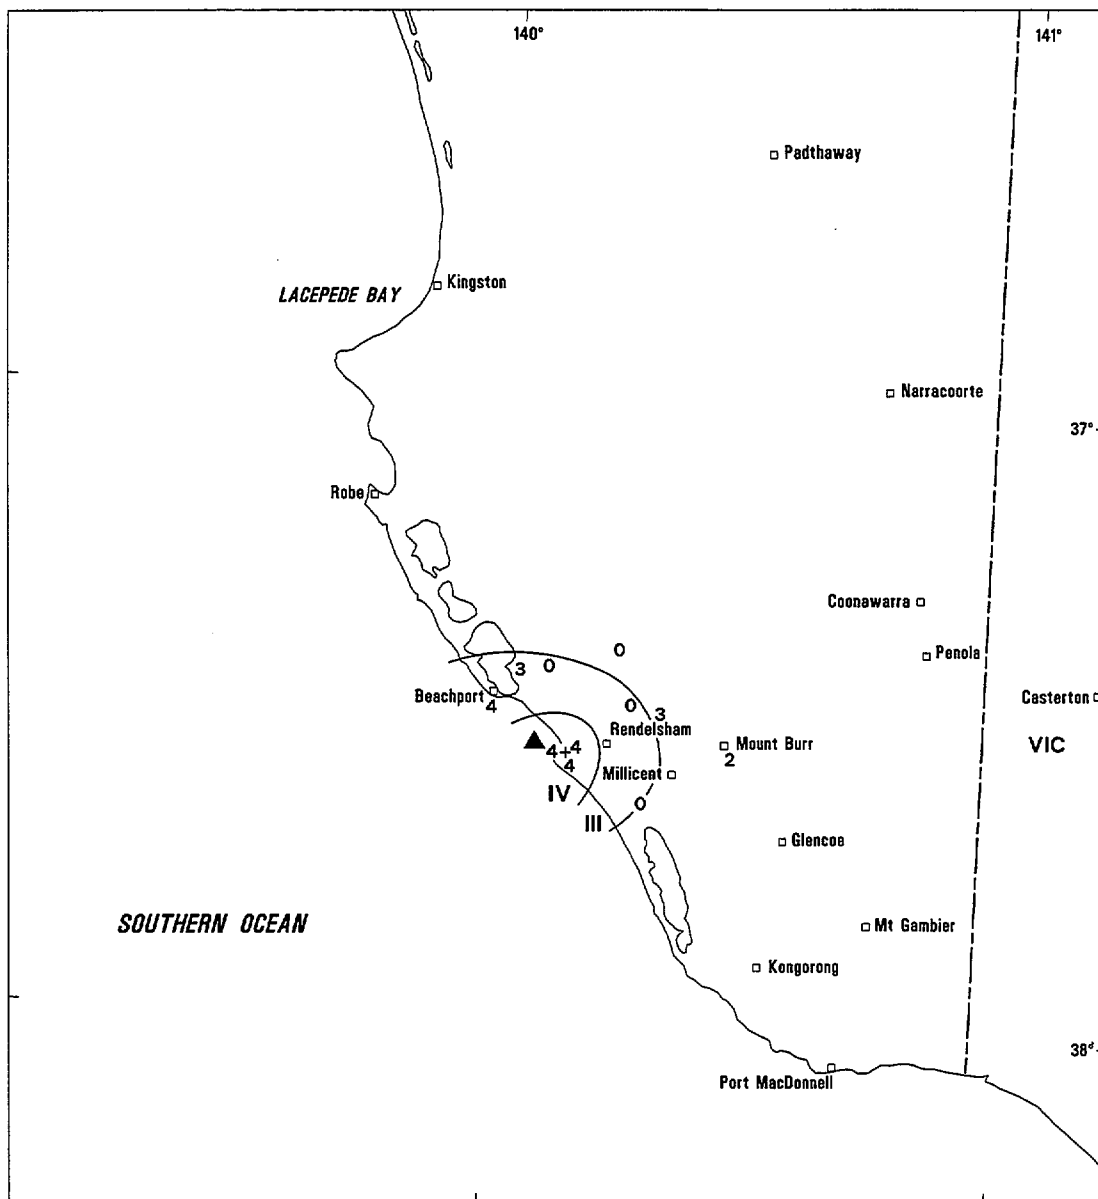 140°
141°
Padthaway
Kingston
LACEPEDE BAY
Narracoorte
37°
Robe
Coonawarra
0
Penola
3
0
Beachport
4
Casterton
0
3
Rendelsham
Mount Burr
VIC
4
4
4
2
Millicent
IV
0
III
Glencoe
SOUTHERN OCEAN
Mt Gambier
Kongorong
38°
Port MacDonnell